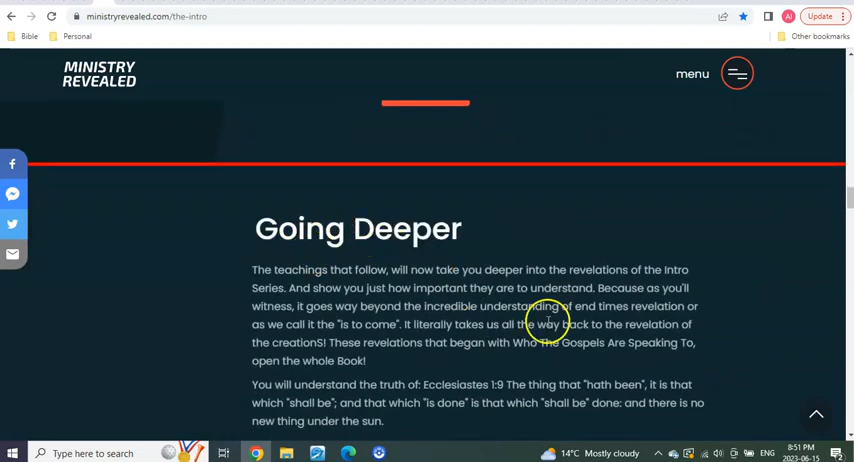 ministryrevealed.com/the-intro
AI
Update
Bible
Personal
Other bookmarks
MINISTRY
REVEALED
menu
Going Deeper
The teachings that follow, will now take you deeper into the revelations of the Intro
Series. And show you just how important they are to understand. Because as you'll
witness, it goes way beyond the incredible understanding of end times revelation or
as we call it the "is to come". It literally takes us all the way back to the revelation of
the creationS! These revelations that began with Who The Gospels Are Speaking To,
open the whole Book!
You will understand the truth of: Ecclesiastes 1:9 The thing that "hath been", it is that
which "shall be"; and that which "is done" is that which "shall be" done: and there is no
new thing under the sun.
Type here to search
14°C Mostly cloudy
ENG
8:51 PM
2023-06-15
2